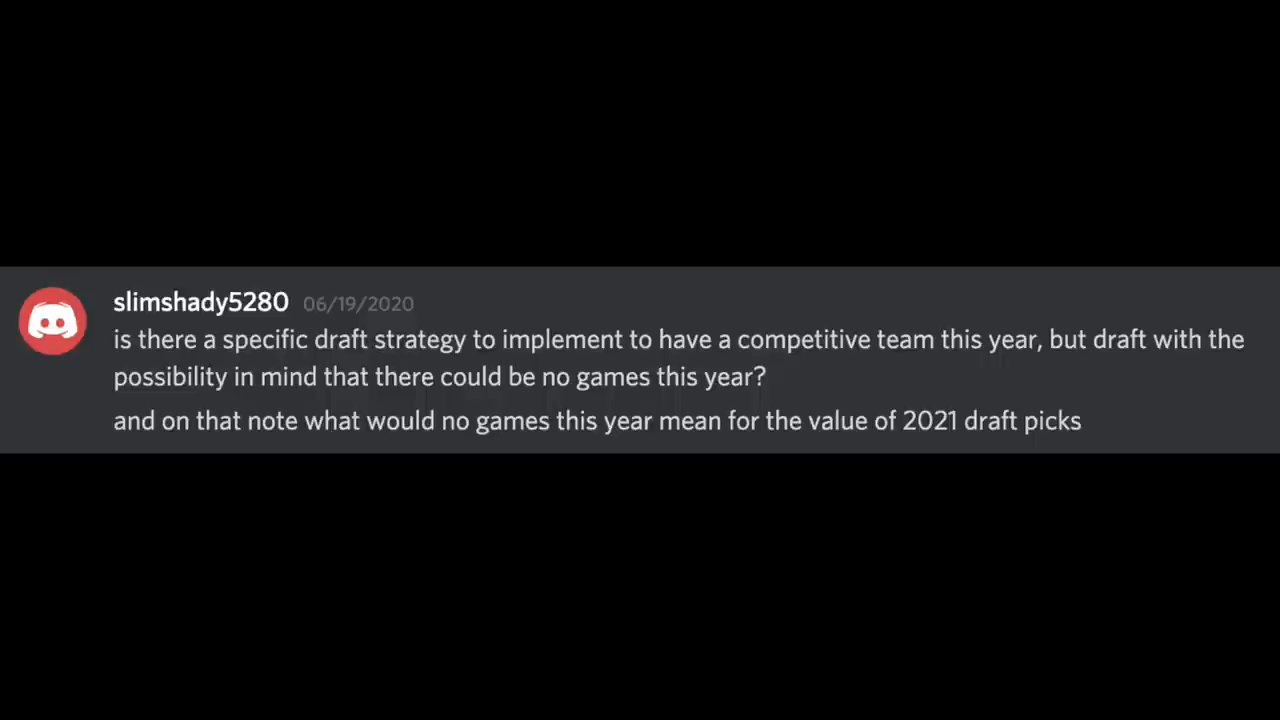 slimshady5280 06/19/2020
is there a specific draft strategy to implement to have a competitive team this year, but draft with the
possibility in mind that there could be no games this year?
and on that note what would no games this year mean for the value of 2021 draft picks